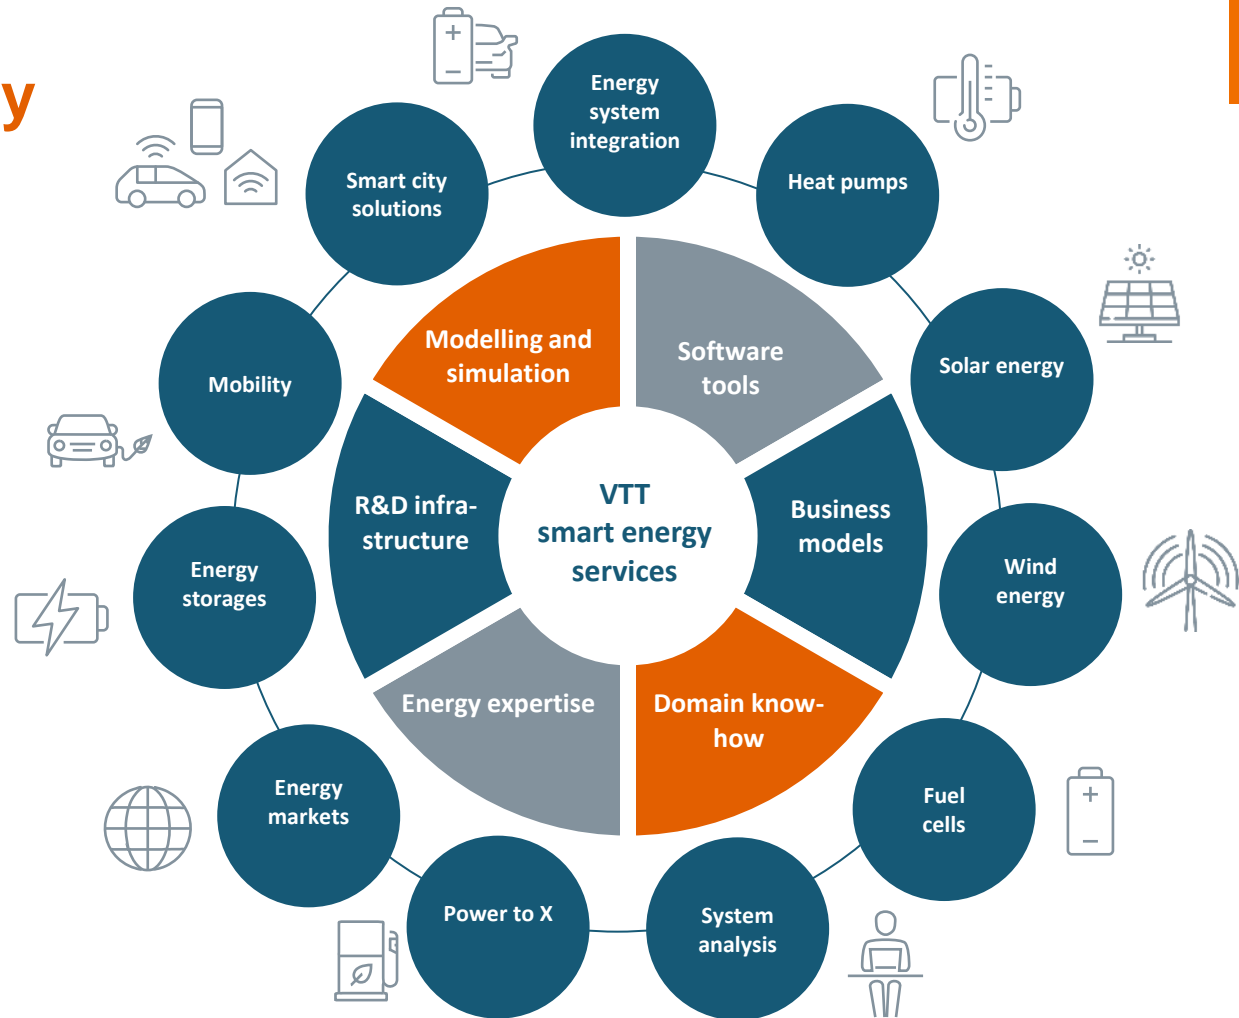 y
Energy
system
integration
Heat pumps
Smart city
solutions
Modelling and
simulation
Software
tools
Solar energy
Mobility
R&D infra-
structure
VTT
smart energy
services
Business
models
Wind
energy
Energy
storages
Energy expertise
Domain know-
how
Energy
markets
Fuel
cells
Power to X
System
analysis